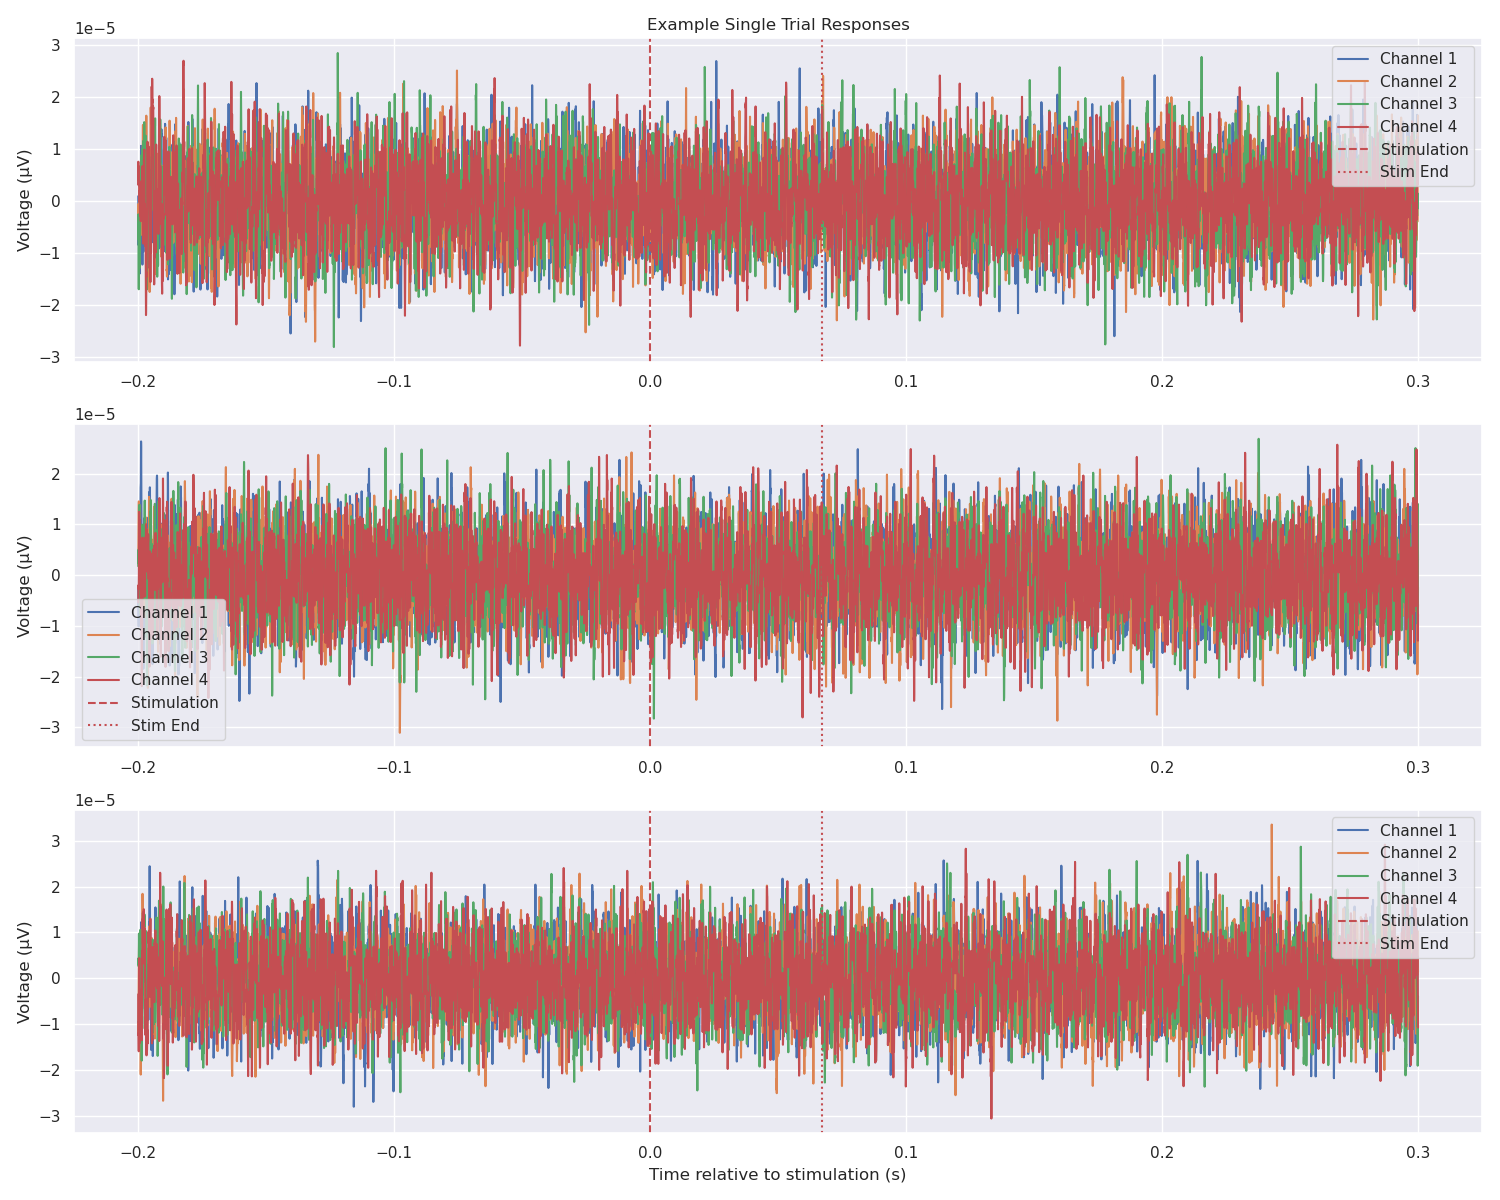 Example Single Trial Responses
1e−5
3
2
1
0
−1
−2
−3
Voltage (μV)
Channel 1
Channel 2
Channel 3
Channel 4
Stimulation
Stim End
−0.2 −0.1 0.0 0.1 0.2 0.3
1e−5
2
1
0
−1
−2
−3
Voltage (μV)
Channel 1
Channel 2
Channel 3
Channel 4
Stimulation
Stim End
−0.2 −0.1 0.0 0.1 0.2 0.3
1e−5
3
2
1
0
−1
−2
−3
Voltage (μV)
Channel 1
Channel 2
Channel 3
Channel 4
Stimulation
Stim End
−0.2 −0.1 0.0 0.1 0.2 0.3
Time relative to stimulation (s)